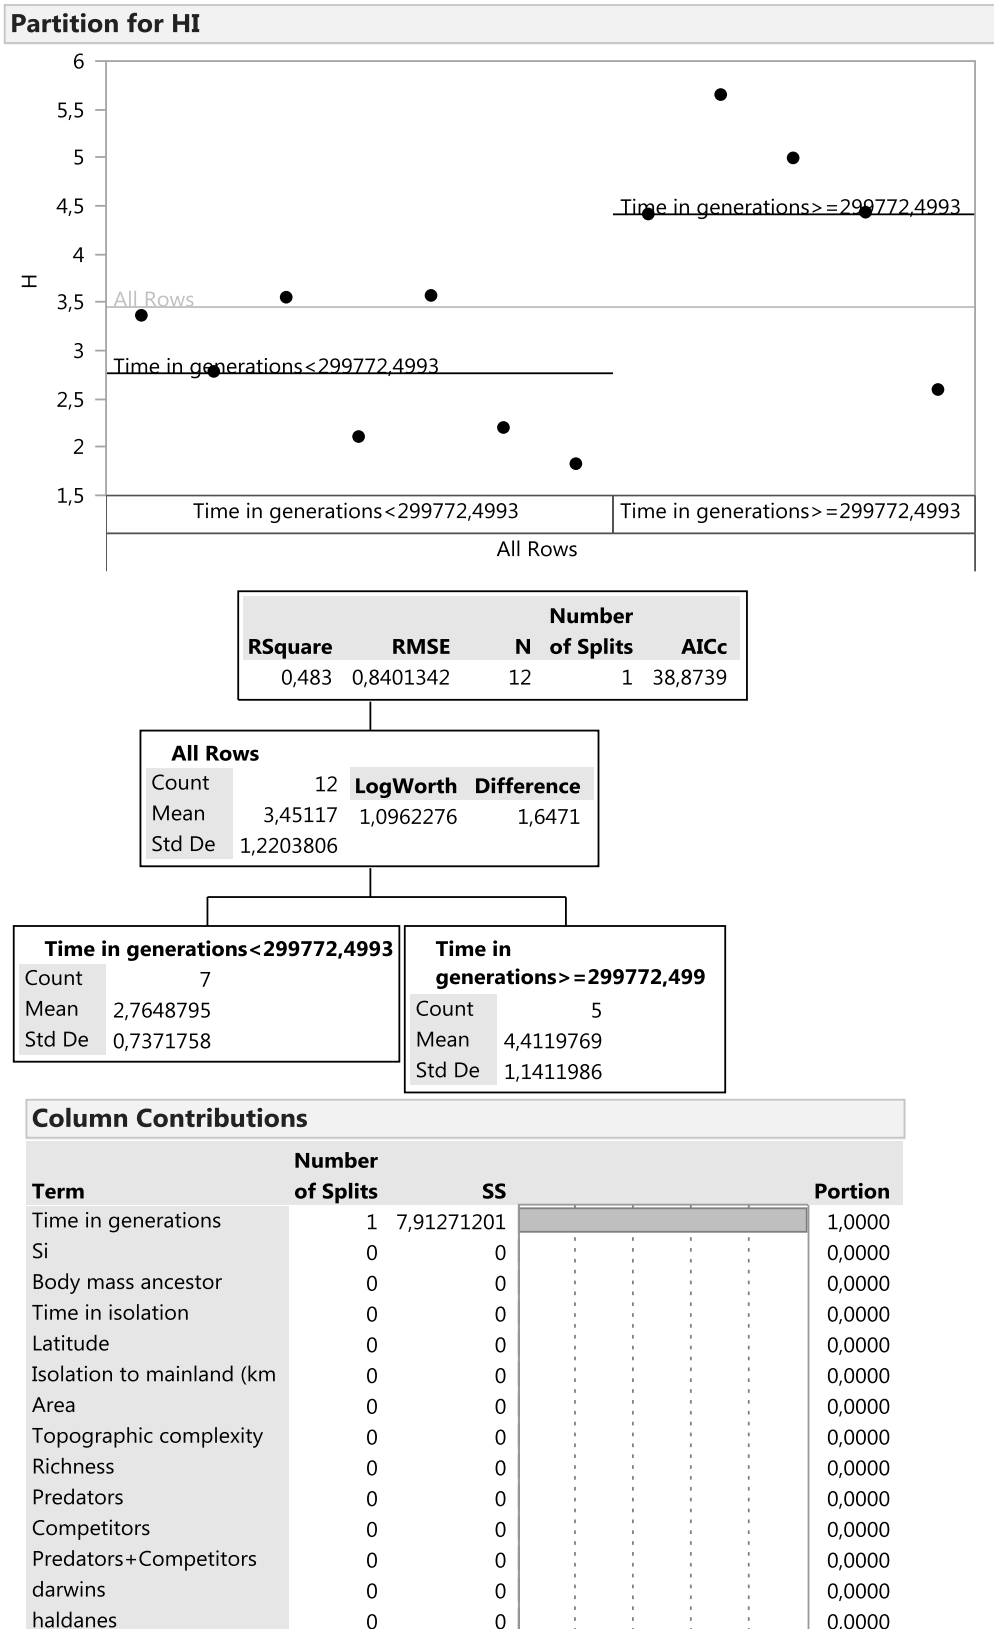 Partition for HI
6
5,5
5
4,5
4
3,5
3
2,5
2
1,5
H
Time in generations>=299772,4993
All Rows
Time in generations<299772,4993
Time in generations<299772,4993 Time in generations>=299772,4993
All Rows
Number
RSquare RMSE N of Splits AICc
0,483 0,8401342 12 1 38,8739
All Rows
Count 12 LogWorth Difference
Mean 3,45117 1,0962276 1,6471
Std De 1,2203806
Time in generations<299772,4993
Count 7
Mean 2,7648795
Std De 0,7371758
Time in
generations>=299772,499
Count 5
Mean 4,4119769
Std De 1,1411986
Column Contributions
Number
Term of Splits SS Portion
Time in generations 1 7,91271201 1,0000
Si 0 0 0,0000
Body mass ancestor 0 0 0,0000
Time in isolation 0 0 0,0000
Latitude 0 0 0,0000
Isolation to mainland (km 0 0 0,0000
Area 0 0 0,0000
Topographic complexity 0 0 0,0000
Richness 0 0 0,0000
Predators 0 0 0,0000
Competitors 0 0 0,0000
Predators+Competitors 0 0 0,0000
darwins 0 0 0,0000
haldanes 0 0 0,0000